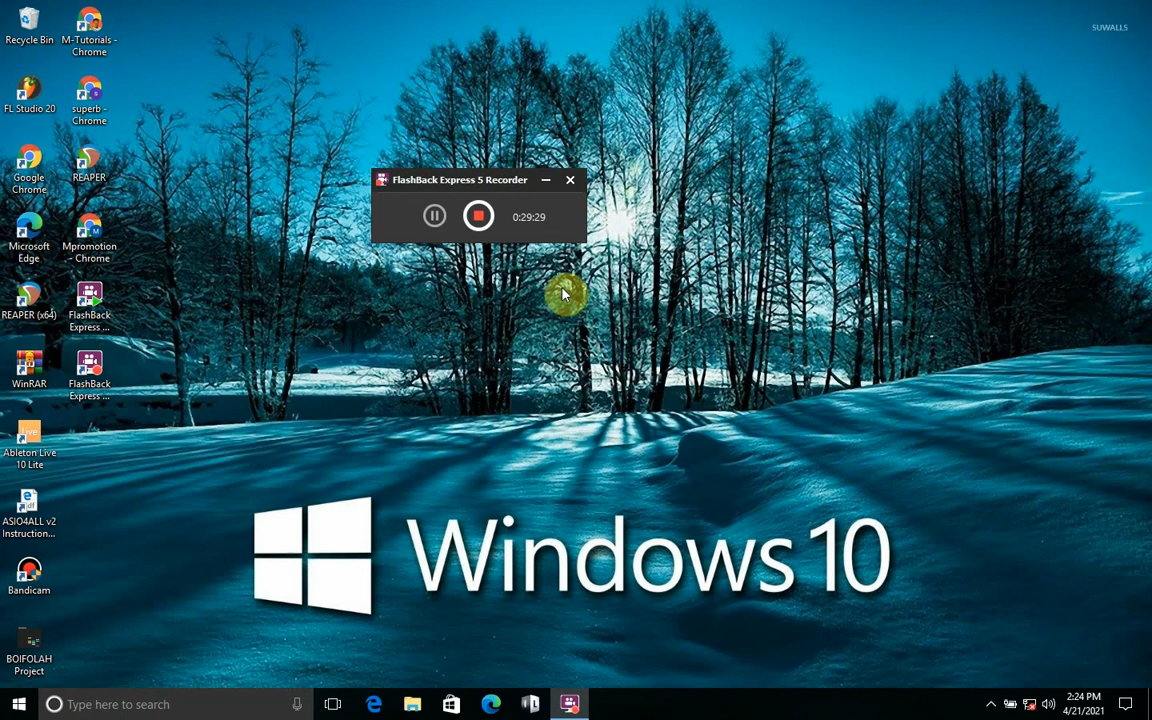 Recycle Bin
M-Tutorials -
Chrome
SUWALLS
FL Studio 20
superb -
Chrome
Google
Chrome
REAPER
FlashBack Express 5 Recorder
0:29:29
Microsoft
Edge
Mpromotion
- Chrome
REAPER (x64)
FlashBack
Express ...
WinRAR
FlashBack
Express ...
Live
Ableton Live
10 Lite
ASIO4ALL v2
Instruction...
Bandicam
BOIFOLAH
Project
Windows 10
Type here to search
2:24 PM
4/21/2021